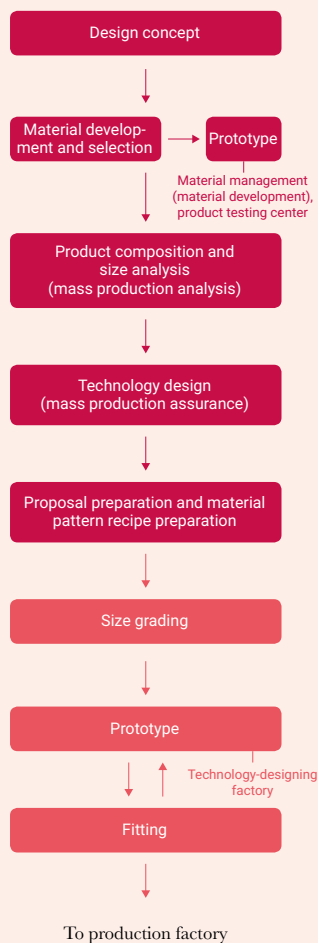 Design concept
Material develop-
ment and selection
Prototype
Material management
(material development),
product testing center
Product composition and
size analysis
(mass production analysis)
Technology design
(mass production assurance)
Proposal preparation and material
pattern recipe preparation
Size grading
Prototype
Technology-designing
factory
Fitting
To production factory